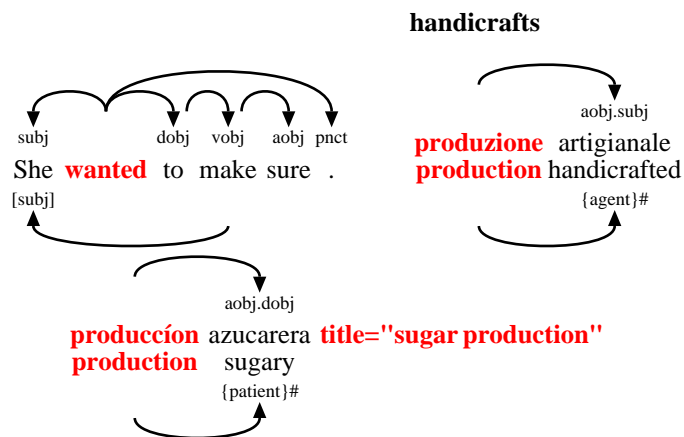 handicrafts
subj dobj vobj aobj pnct
She wanted to make sure .
[subj]
aobj.subj
produzione artigianale
production handicrafted
{agent}#
aobj.dobj
produccíon azucarera title="sugar production"
production sugary
{patient}#